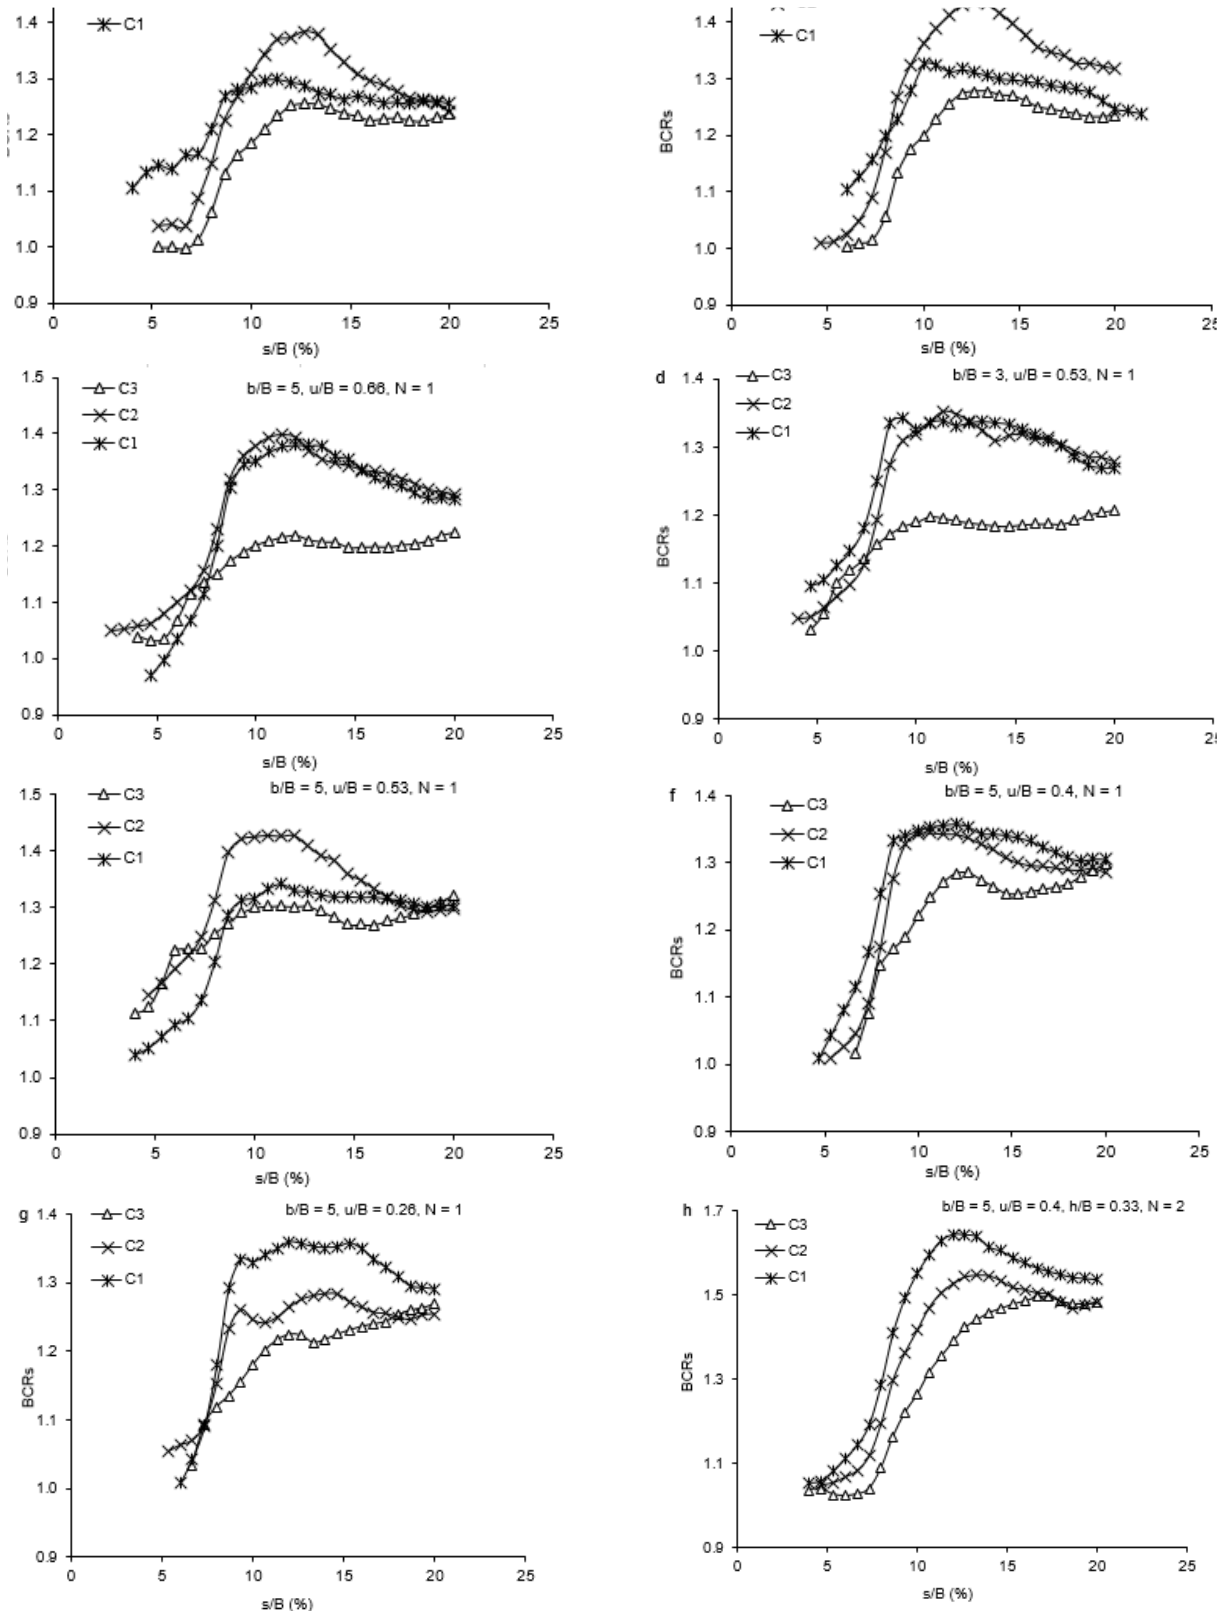 1.4
1.3
1.2
1.1
1.0
0.9
0 5 10 15 20 25
s/B (%)
C1
1.4
1.3
1.2
1.1
1.0
0.9
BCRs
0 5 10 15 20 25
s/B (%)
C1
1.5
1.4
1.3
1.2
1.1
1.0
0.9
0 5 10 15 20 25
s/B (%)
C3
C2
C1
b/B = 5, u/B = 0.66, N = 1
d
1.4
1.3
1.2
1.1
1.0
0.9
BCRs
0 5 10 15 20 25
s/B (%)
C3
C2
C1
b/B = 3, u/B = 0.53, N = 1
1.5
1.4
1.3
1.2
1.1
1.0
0.9
0 5 10 15 20 25
s/B (%)
C3
C2
C1
b/B = 5, u/B = 0.53, N = 1
f
1.4
1.3
1.2
1.1
1.0
0.9
BCRs
0 5 10 15 20 25
s/B (%)
C3
C2
C1
b/B = 5, u/B = 0.4, N = 1
g
1.4
1.3
1.2
1.1
1.0
0.9
BCRs
0 5 10 15 20 25
s/B (%)
C3
C2
C1
b/B = 5, u/B = 0.26, N = 1
h
1.7
1.5
1.3
1.1
0.9
BCRs
0 5 10 15 20 25
s/B (%)
C3
C2
C1
b/B = 5, u/B = 0.4, h/B = 0.33, N = 2